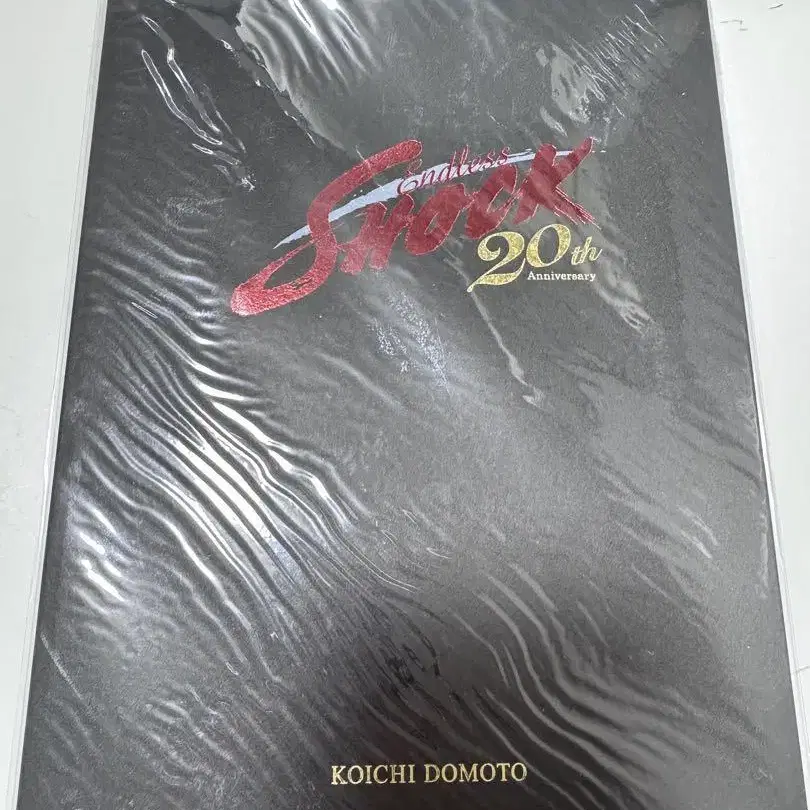 Endless
SHOCK
20th
Anniversary
KOICHI DOMOTO